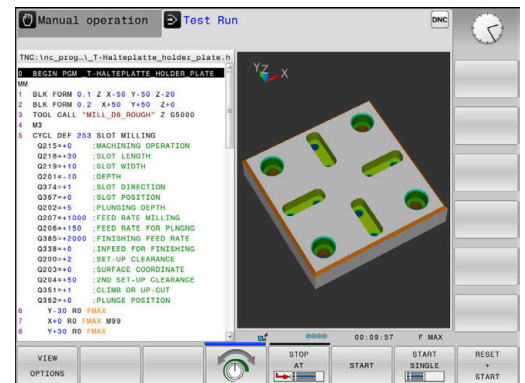 Manual operation
Test Run
DNC
TNC:\nc_prog…\_T-Halteplatte_holder_plate.h
0 BEGIN PGM _T-HALTEPLATTE_HOLDER_PLATE
MM
1 BLK FORM 0.1 Z X-50 Y-50 Z-20
2 BLK FORM 0.2 X+50 Y+50 Z+0
3 TOOL CALL "MILL_D8_ROUGH" Z S5000
4 M3
5 CYCL DEF 253 SLOT MILLING
Q215=+0 ;MACHINING OPERATION
Q218=+30 ;SLOT LENGTH
Q219=+10 ;SLOT WIDTH
Q201=-10 ;DEPTH
Q374=+1 ;SLOT DIRECTION
Q367=+0 ;SLOT POSITION
Q202=+5 ;PLUNGING DEPTH
Q207=+1000 ;FEED RATE MILLING
Q206=+150 ;FEED RATE FOR PLNGNG
Q385=+2000 ;FINISHING FEED RATE
Q338=+0 ;INFEED FOR FINISHING
Q200=+2 ;SET-UP CLEARANCE
Q203=+0 ;SURFACE COORDINATE
Q204=+50 ;2ND SET-UP CLEARANCE
Q351=+1 ;CLIMB OR UP-CUT
Q352=+0 ;PLUNGE POSITION
6 Y-30 R0 FMAX
7 X+0 R0 FMAX M99
8 Y+30 R0 FMAX
Y Z X
00:09:57 F MAX
VIEW
OPTIONS
STOP
AT
START
START
SINGLE
RESET
+
START